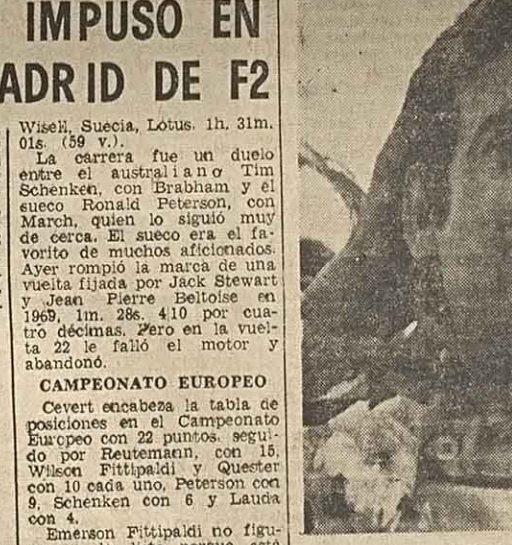 IMPUSO EN
ADRID DE F2
Wisell, Suecia, Lotus. 1h, 31m.
01s. (59 v.).
La carrera fue un duelo
entre el australiano Tim
Schenken, con Brabham y el
sueco Ronald Peterson, con
March, quien lo siguió muy
de cerca. El sueco era el fa-
vorito de muchos aficionados.
Ayer rompió la marca de una
vuelta fijada por Jack Stewart
y Jean Pierre Beltoise en
1969, 1m. 28s. 4|10 por cua-
tro décimas. Pero en la vuel-
ta 22 le falló el motor y
abandonó.
CAMPEONATO EUROPEO
Cevert encabeza la tabla de
posiciones en el Campeonato
Europeo con 22 puntos, segui-
do por Reutemann, con 15,
Wilson Fittipaldi y Quester
con 10 cada uno, Peterson con
9, Schenken con 6 y Lauda
con 4.
Emerson Fittipaldi no figu-